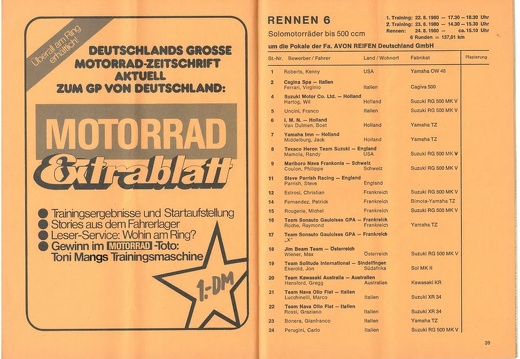 Überall am Ring
erhältlich!
DEUTSCHLANDS GROSSE
MOTORRAD-ZEITSCHRIFT
AKTUELL
ZUM GP VON DEUTSCHLAND:
MOTORRAD
Extrablatt
Trainingsergebnisse und Startaufstellung
Stories aus dem Fahrerlager
Leser-Service: Wohin am Ring?
Gewinn im MOTORRAD-Toto:
Toni Mangs Trainingsmaschine
1.-DM
RENNEN 6
Solomotorräder bis 500 ccm
1. Training: 22. 8. 1980 – 17.30 – 18.30 Uhr
2. Training: 23. 8. 1980 – 14.30 – 15.30 Uhr
Rennen: 24. 8. 1980 – ca. 15.10 Uhr
6 Runden = 137,01 km
um die Pokale der Fa. AVON REIFEN Deutschland GmbH
St.-Nr. Bewerber / Fahrer Land / Wohnort Fabrikat Plazierung
1 Roberts, Kenny USA Yamaha OW 48
2 Cagiva Spa – Italien
Ferrari, Virginio Italien Cagiva 500
4 Suzuki Motor Co. Ltd. – Holland
Hartog, Wil Holland Suzuki RG 500 MK V
5 Uncini, Franco Italien Suzuki RG 500 MK V
6 I. M. N. – Holland
Van Dulmen, Boet Holland Yamaha TZ
7 Yamaha Imn – Holland
Middelburg, Jack Holland Yamaha TZ
8 Texaco Heron Team Suzuki – England
Mamola, Randy USA Suzuki RG 500 MK V
9 Marlboro Nava Frankonia – Schweiz
Coulon, Philippe Schweiz Suzuki RG 500 MK V
11 Steve Parrish Racing – England
Parrish, Steve England
13 Estrosi, Christian Frankreich Suzuki RG 500 MK V
14 Fernandez, Patrick Frankreich Bimota-Yamaha TZ
15 Rougerie, Michel Frankreich Suzuki RG 500 MK V
16 Team Sonauto Gauloises GPA – Frankreich
Roche, Raymond Frankreich Yamaha TZ
17 Team Sonauto Gauloises GPA – Frankreich
„X"
18 Jim Beam Team – Österreich
Wiener, Max Österreich Suzuki RG 500 MK V
19 Team Solitude International – Sindelfingen
Ekerold, Jon Südafrika Sol MK II
20 Team Kawasaki Australia – Australien
Hansford, Gregg Australien Kawasaki KR
21 Team Nava Olio Fiat – Italien
Lucchinelli, Marco Italien Suzuki XR 34
22 Team Nava Olio Fiat – Italien
Rossi, Graziano Italien Suzuki XR 34
23 Bonera, Gianfranco Italien Yamaha TZ
24 Perugini, Carlo Italien Suzuki RG 500 MK V
39